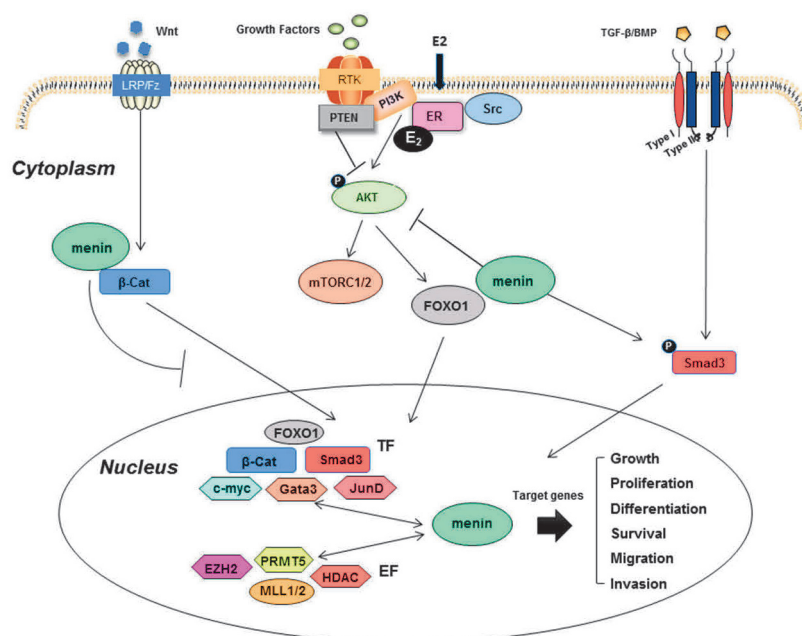 Wnt
Growth Factors
E2
TGF-β/BMP
LRP/Fz
RTK
PI3K
PTEN
ER
Src
E2
Type I
Type II
Cytoplasm
P
AKT
menin
β-Cat
mTORC1/2
FOXO1
menin
P
Smad3
Nucleus
FOXO1
TF
β-Cat
Smad3
c-myc
Gata3
JunD
menin
Target genes
Growth
Proliferation
Differentiation
Survival
Migration
Invasion
EZH2
PRMT5
HDAC
EF
MLL1/2